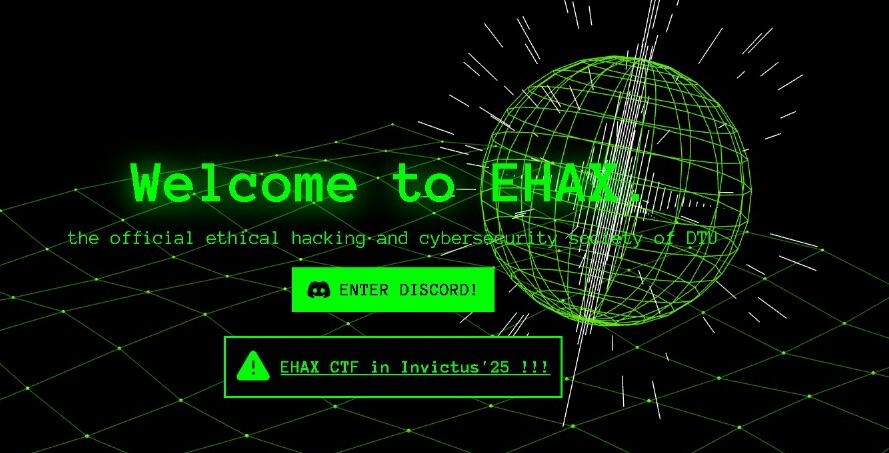 Welcome to EHAX.
the official ethical hacking and cybersecurity society of DTU
ENTER DISCORD!
EHAX CTF in Invictus'25 !!!